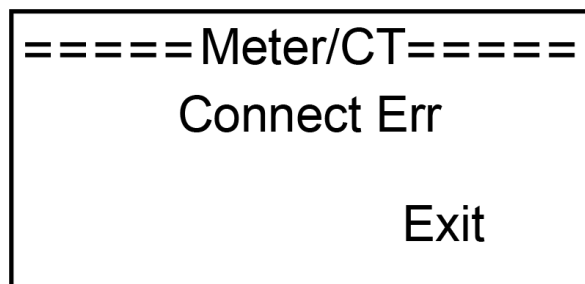 =====Meter/CT=====
Connect Err
Exit